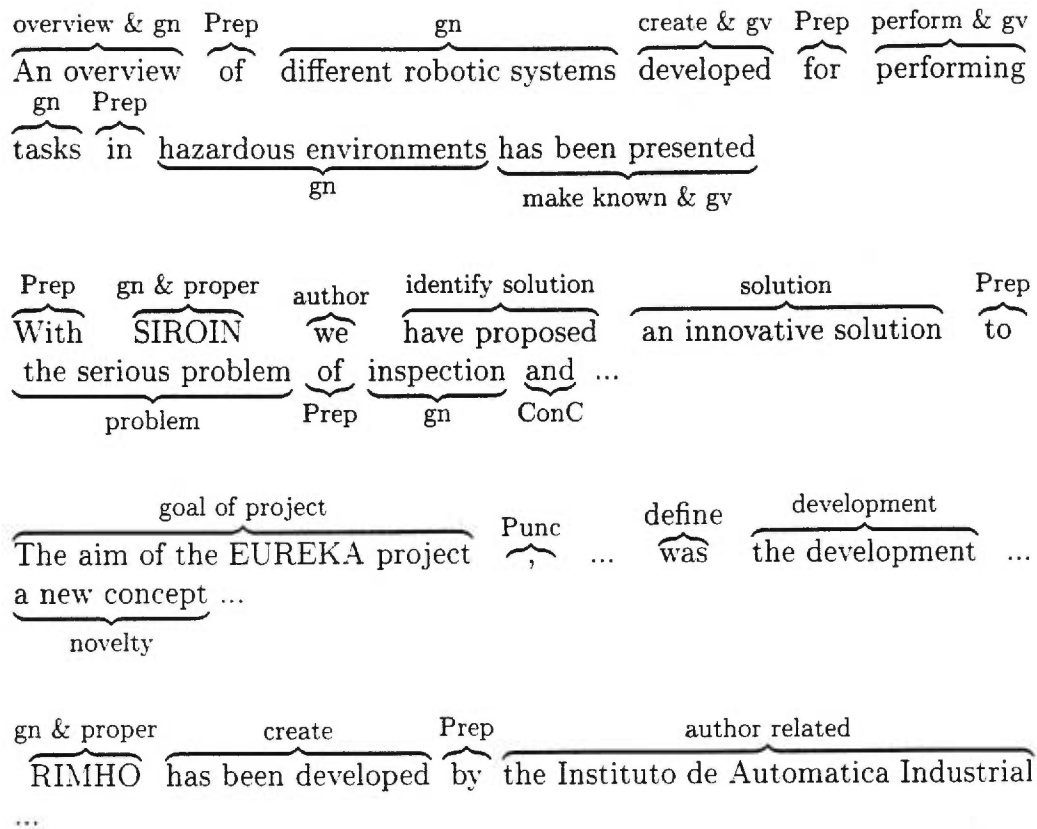 overview & gn Prep gn create & gv Prep perform & gv
An overview of different robotic systems developed for performing
gn Prep
tasks in hazardous environments has been presented
gn make known & gv
Prep gn & proper author identify solution solution Prep
With SIROIN we have proposed an innovative solution to
the serious problem of inspection and ...
problem Prep gn ConC
goal of project Punc define development
The aim of the EUREKA project , ... was the development ...
a new concept ...
novelty
gn & proper create Prep author related
RIMHO has been developed by the Instituto de Automatica Industrial
...